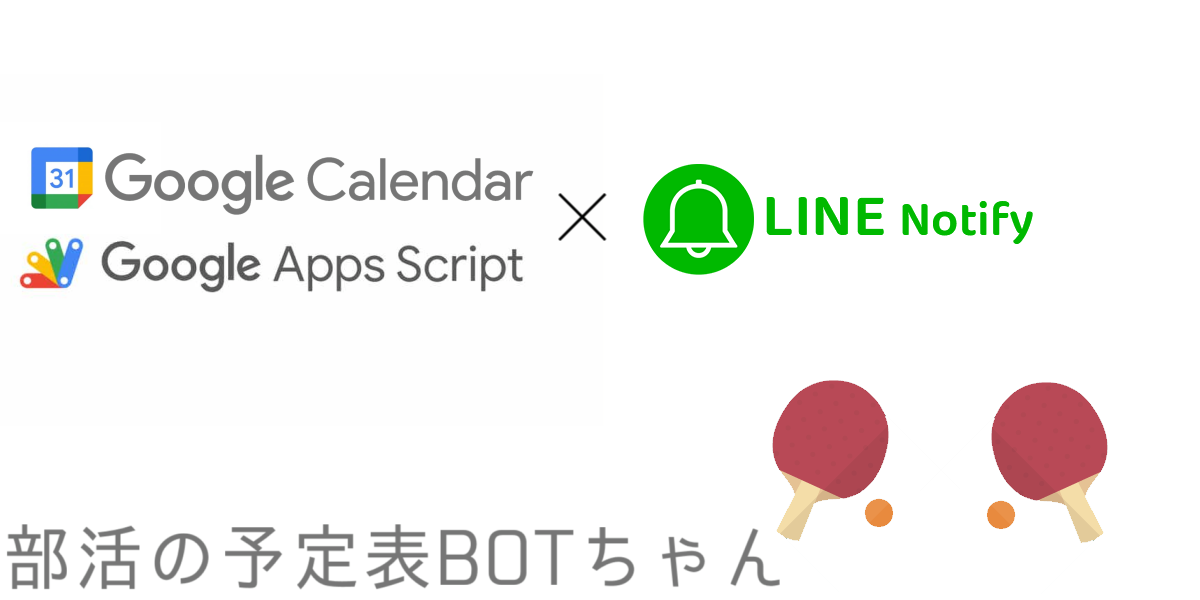 31 Google Calendar
Google Apps Script
×
LINE Notify
部活の予定表BOTちゃん